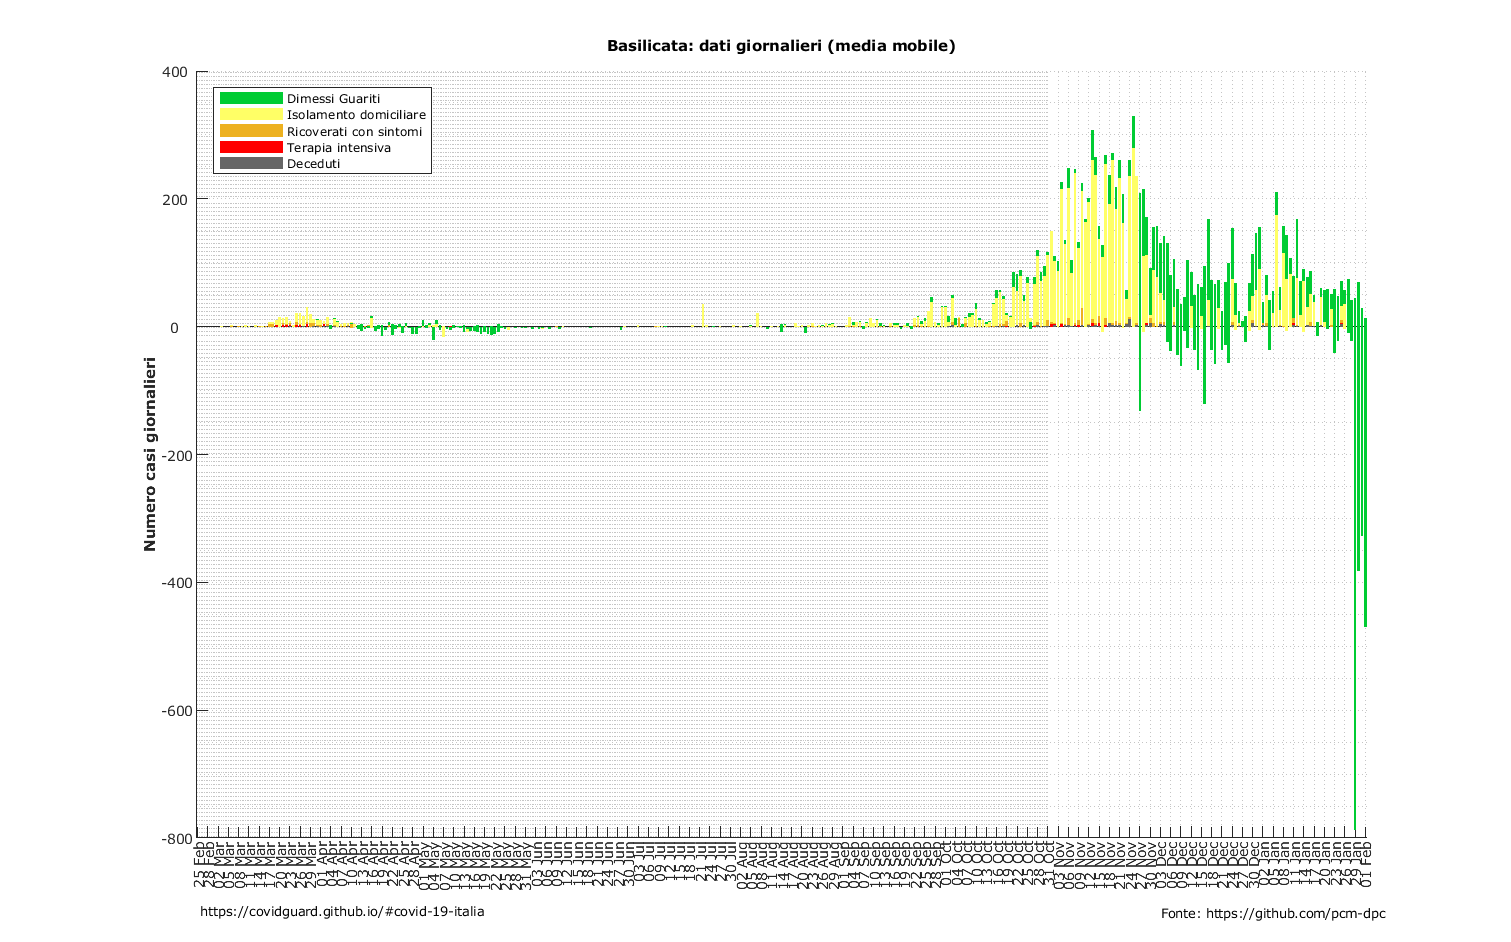 Basilicata: dati giornalieri (media mobile)
Dimessi Guariti
Isolamento domiciliare
Ricoverati con sintomi
Terapia intensiva
Deceduti
Numero casi giornalieri
400
200
0
-200
-400
-600
-800
25 Feb
28 Feb
02 Mar
05 Mar
08 Mar
11 Mar
14 Mar
17 Mar
20 Mar
23 Mar
26 Mar
29 Mar
01 Apr
04 Apr
07 Apr
10 Apr
13 Apr
16 Apr
19 Apr
22 Apr
25 Apr
28 Apr
01 May
04 May
07 May
10 May
13 May
16 May
19 May
22 May
25 May
28 May
31 May
03 Jun
06 Jun
09 Jun
12 Jun
15 Jun
18 Jun
21 Jun
24 Jun
27 Jun
30 Jun
03 Jul
06 Jul
09 Jul
12 Jul
15 Jul
18 Jul
21 Jul
24 Jul
27 Jul
30 Jul
02 Aug
05 Aug
08 Aug
11 Aug
14 Aug
17 Aug
20 Aug
23 Aug
26 Aug
29 Aug
01 Sep
04 Sep
07 Sep
10 Sep
13 Sep
16 Sep
19 Sep
22 Sep
25 Sep
28 Sep
01 Oct
04 Oct
07 Oct
10 Oct
13 Oct
16 Oct
19 Oct
22 Oct
25 Oct
28 Oct
31 Oct
03 Nov
06 Nov
09 Nov
12 Nov
15 Nov
18 Nov
21 Nov
24 Nov
27 Nov
30 Nov
03 Dec
06 Dec
09 Dec
12 Dec
15 Dec
18 Dec
21 Dec
24 Dec
27 Dec
30 Dec
02 Jan
05 Jan
08 Jan
11 Jan
14 Jan
17 Jan
20 Jan
23 Jan
26 Jan
29 Jan
01 Feb
https://covidguard.github.io/#covid-19-italia
Fonte: https://github.com/pcm-dpc